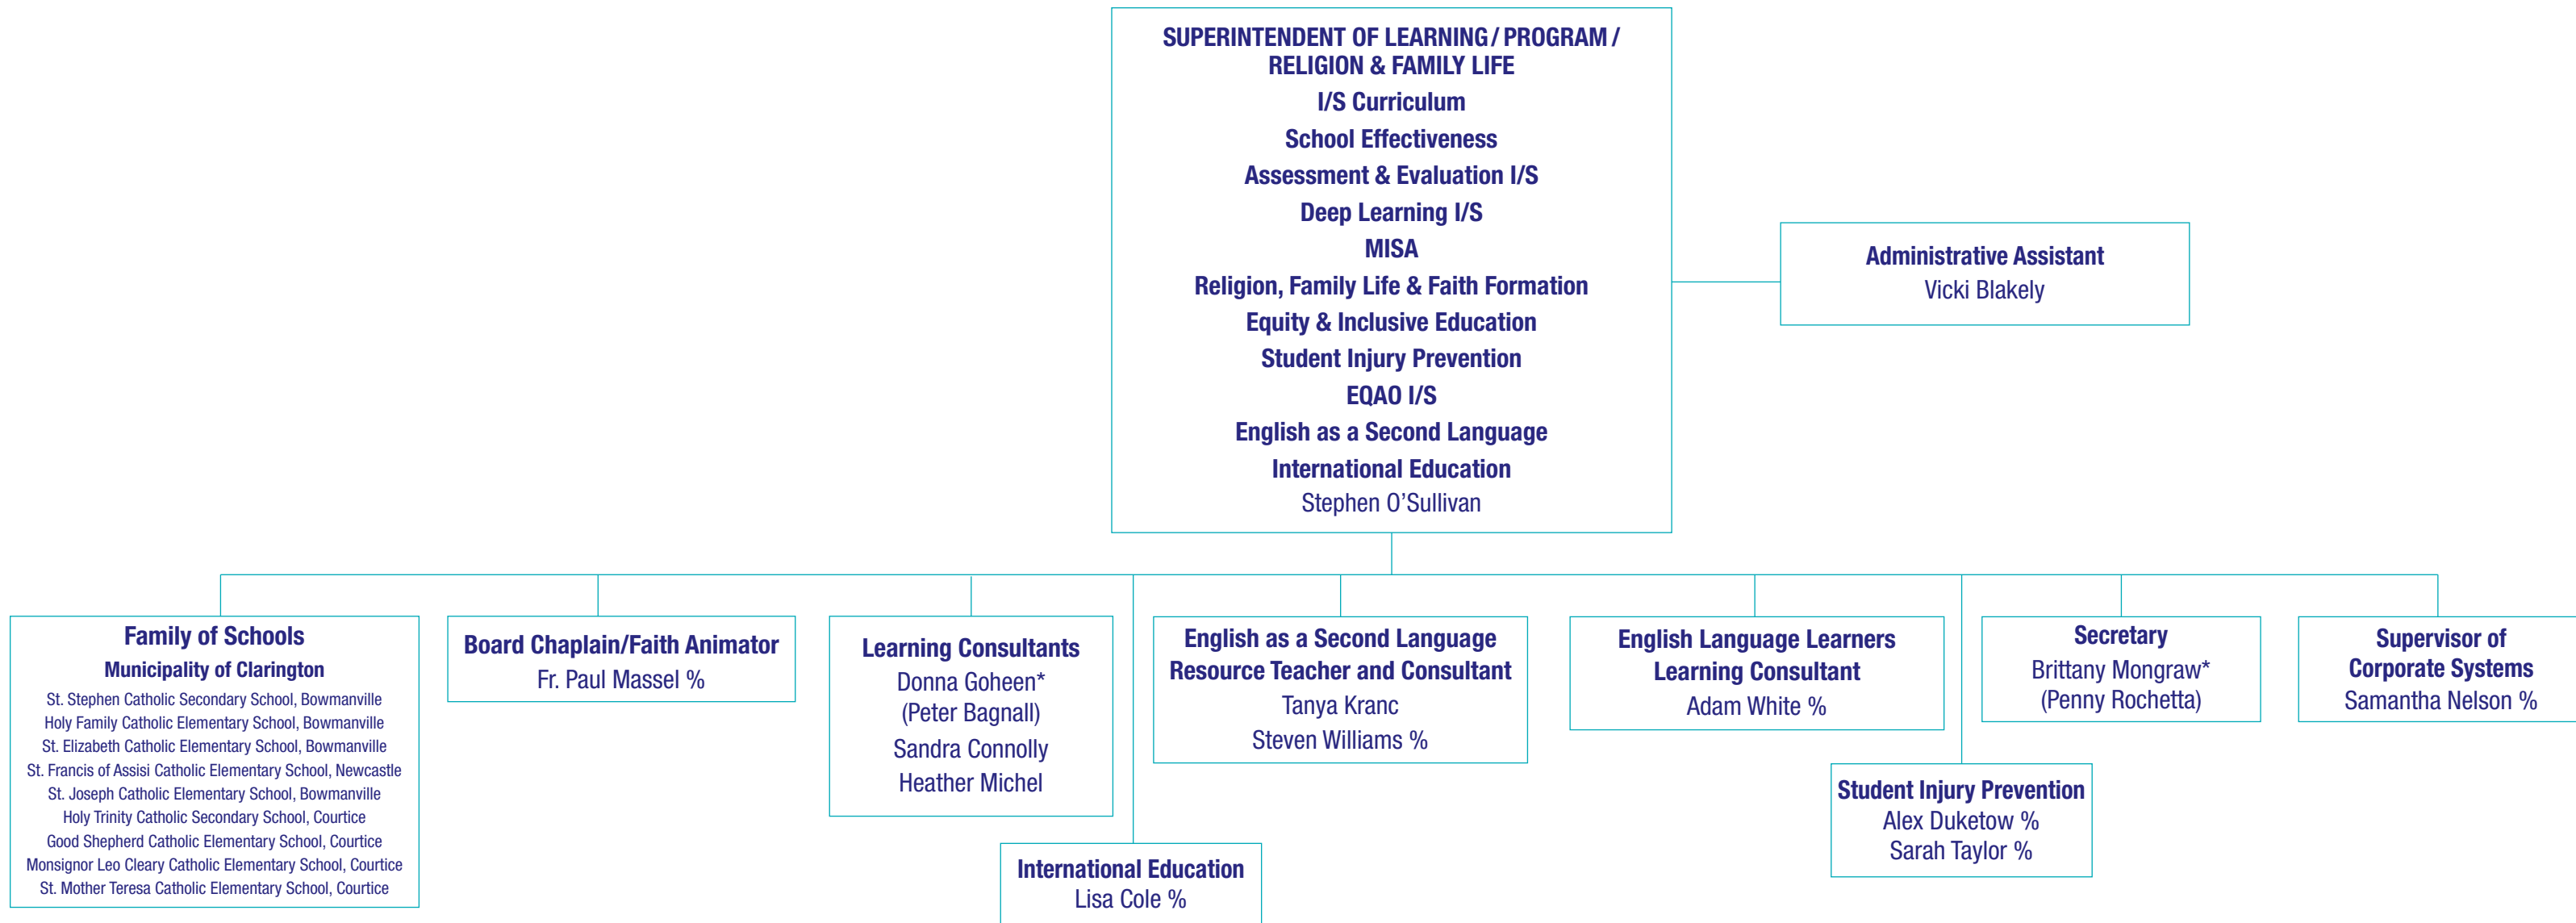 SUPERINTENDENT OF LEARNING / PROGRAM /
RELIGION & FAMILY LIFE
I/S Curriculum
School Effectiveness
Assessment & Evaluation I/S
Deep Learning I/S
MISA
Religion, Family Life & Faith Formation
Equity & Inclusive Education
Student Injury Prevention
EQAO I/S
English as a Second Language
International Education
Stephen O'Sullivan
Administrative Assistant
Vicki Blakely
Family of Schools
Municipality of Clarington
St. Stephen Catholic Secondary School, Bowmanville
Holy Family Catholic Elementary School, Bowmanville
St. Elizabeth Catholic Elementary School, Bowmanville
St. Francis of Assisi Catholic Elementary School, Newcastle
St. Joseph Catholic Elementary School, Bowmanville
Holy Trinity Catholic Secondary School, Courtice
Good Shepherd Catholic Elementary School, Courtice
Monsignor Leo Cleary Catholic Elementary School, Courtice
St. Mother Teresa Catholic Elementary School, Courtice
Board Chaplain/Faith Animator
Fr. Paul Massel %
Learning Consultants
Donna Goheen*
(Peter Bagnall)
Sandra Connolly
Heather Michel
International Education
Lisa Cole %
English as a Second Language
Resource Teacher and Consultant
Tanya Kranc
Steven Williams %
English Language Learners
Learning Consultant
Adam White %
Student Injury Prevention
Alex Duketow %
Sarah Taylor %
Secretary
Brittany Mongraw*
(Penny Rochetta)
Supervisor of
Corporate Systems
Samantha Nelson %